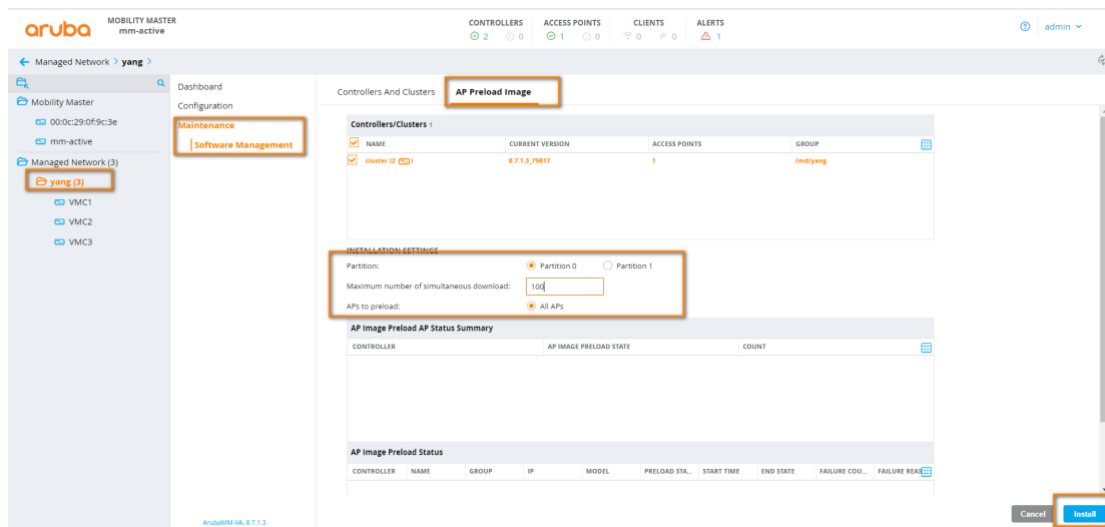 aruba
MOBILITY MASTER
mm-active
CONTROLLERS ACCESS POINTS CLIENTS ALERTS
2 0 1 0 0 0 1
admin
Managed Network > yang >
Mobility Master
00:0c:29:0f:9c:3e
mm-active
Managed Network (3)
yang (3)
VMC1
VMC2
VMC3
Dashboard
Configuration
Maintenance
Software Management
ArubaMM-VA, 8.7.1.3
Controllers And Clusters AP Preload Image
Controllers/Clusters 1
NAME CURRENT VERSION ACCESS POINTS GROUP
cluster (2 ) 8.7.1.3_79817 1 /md/yang
INSTALLATION SETTINGS
Partition: Partition 0 Partition 1
Maximum number of simultaneous download: 100
APs to preload: All APs
AP Image Preload AP Status Summary
CONTROLLER AP IMAGE PRELOAD STATE COUNT
AP Image Preload Status
CONTROLLER NAME GROUP IP MODEL PRELOAD STA... START TIME END STATE FAILURE COU... FAILURE REAS
Cancel Install